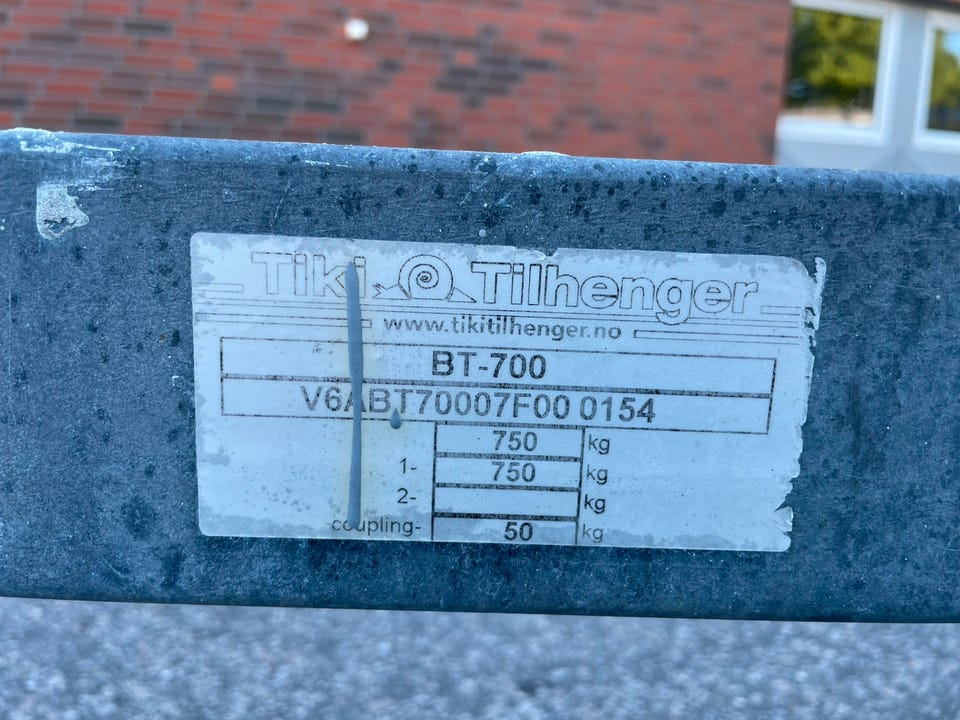 Tiki Tilhenger
www.tikitilhenger.no
BT-700
V6ABT70007F00 0154
750 kg
1- 750 kg
2- kg
coupling- 50 kg